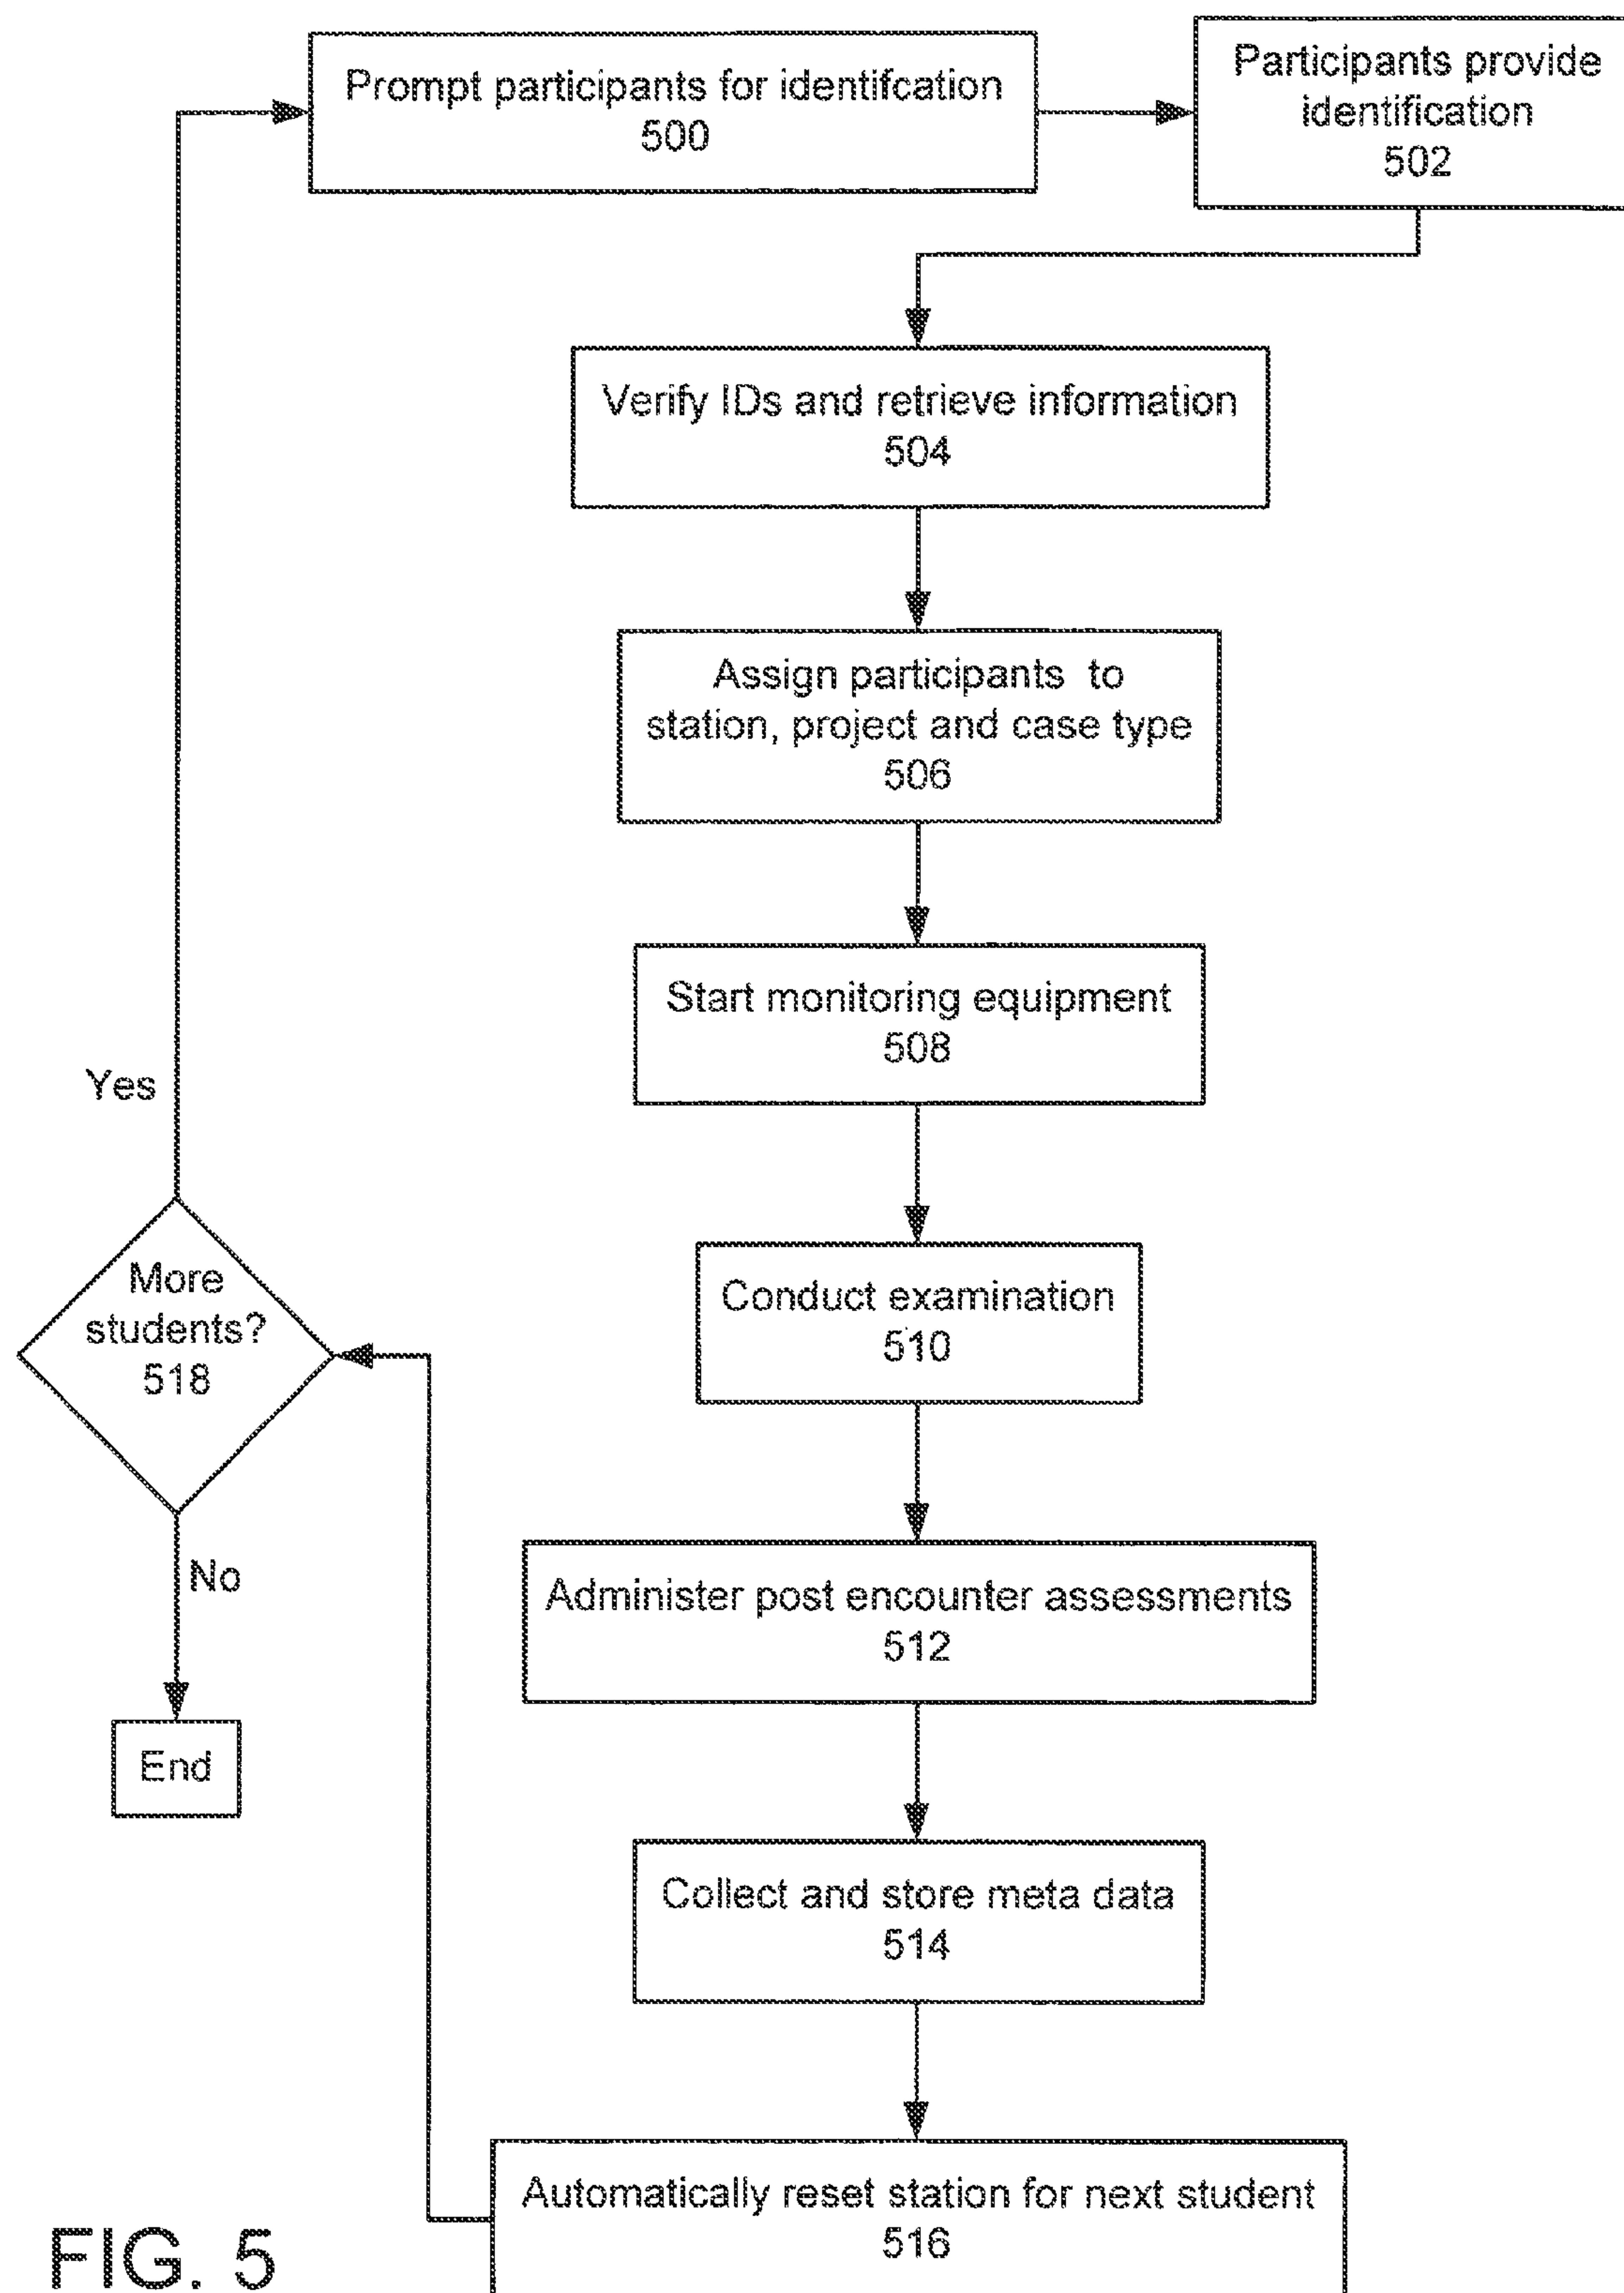 Prompt participants for identifcation
500
Participants provide
identification
502
Verify IDs and retrieve information
504
Assign participants to
station, project and case type
506
Start monitoring equipment
508
Yes
Conduct examination
510
More
students?
518
Administer post encounter assessments
512
No
End
Collect and store meta data
514
Automatically reset station for next student
516
FIG. 5